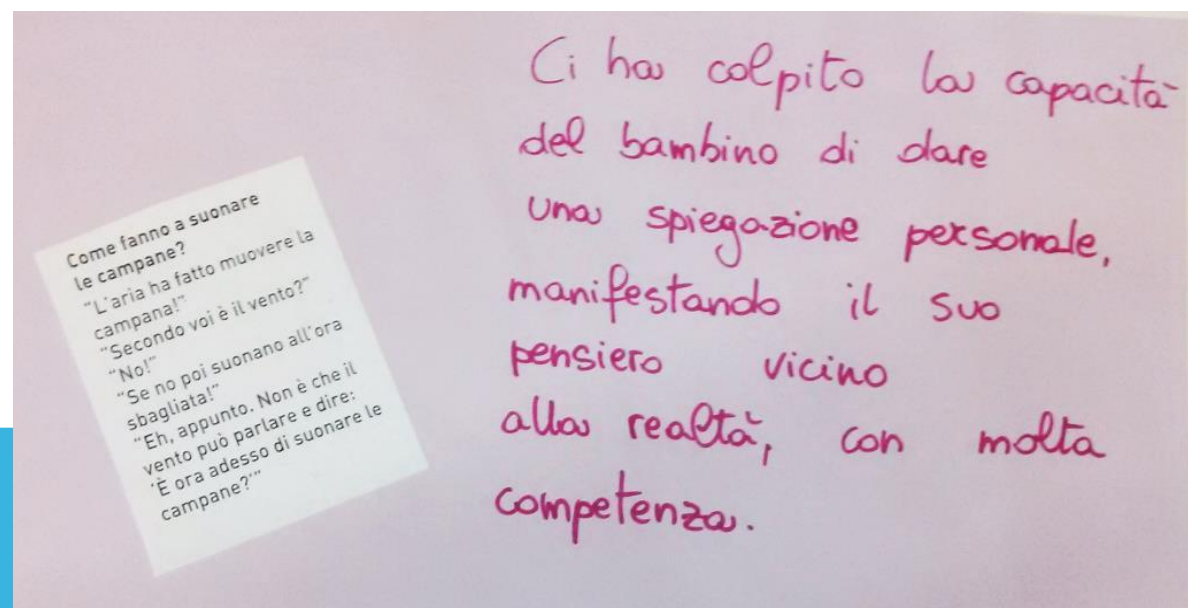 Come fanno a suonare
le campane?
"L'aria ha fatto muovere la
campana!"
"Secondo voi è il vento?"
"No!"
"Se no poi suonano all'ora
sbagliata!"
"Eh, appunto. Non è che il
vento può parlare e dire:
'È ora adesso di suonare le
campane?'"
Ci ha colpito la capacità
del bambino di dare
una spiegazione personale,
manifestando il suo
pensiero vicino
alla realtà, con molta
competenza.